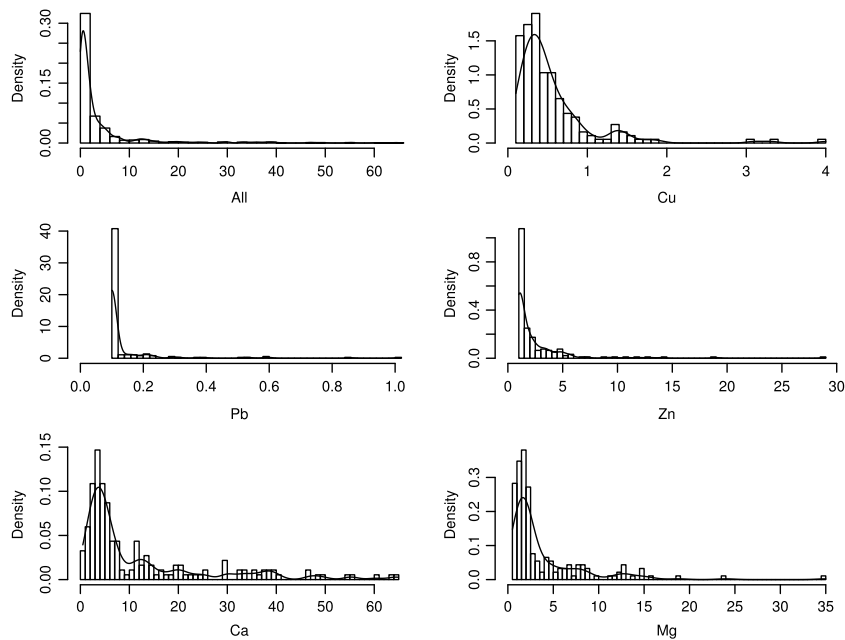 Density
0.00 0.15 0.30
0 10 20 30 40 50 60
All
Density
0.0 0.5 1.0 1.5
0 1 2 3 4
Cu
Density
0 10 20 30 40
0.0 0.2 0.4 0.6 0.8 1.0
Pb
Density
0.0 0.4 0.8
0 5 10 15 20 25 30
Zn
Density
0.00 0.05 0.10 0.15
0 10 20 30 40 50 60
Ca
Density
0.0 0.1 0.2 0.3
0 5 10 15 20 25 30 35
Mg